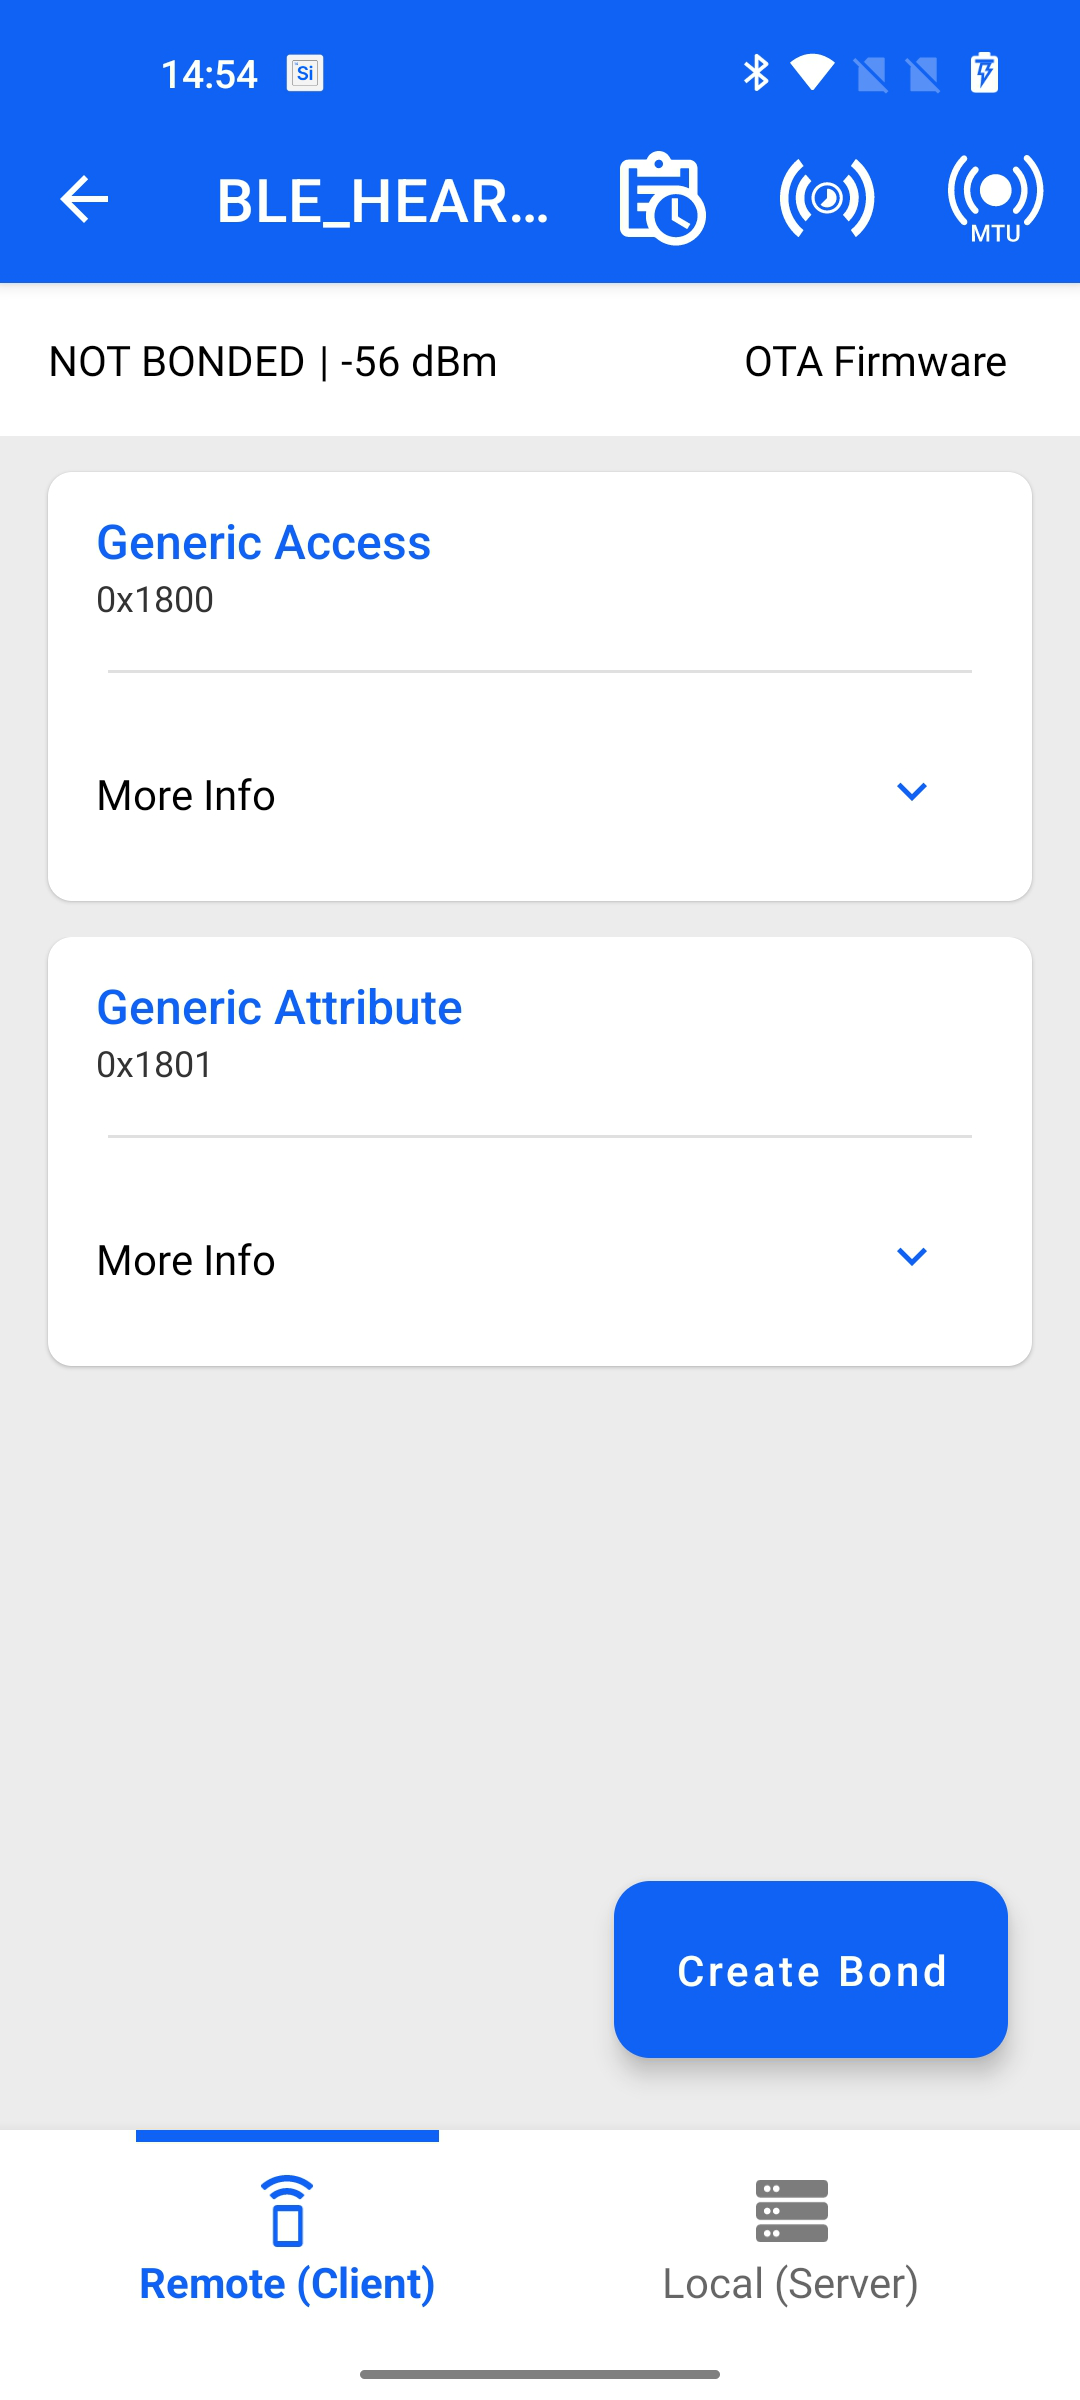 14:54 Si
BLE_HEAR...
MTU
NOT BONDED | -56 dBm
OTA Firmware
Generic Access
0x1800
More Info
Generic Attribute
0x1801
More Info
Create Bond
Remote (Client)
Local (Server)